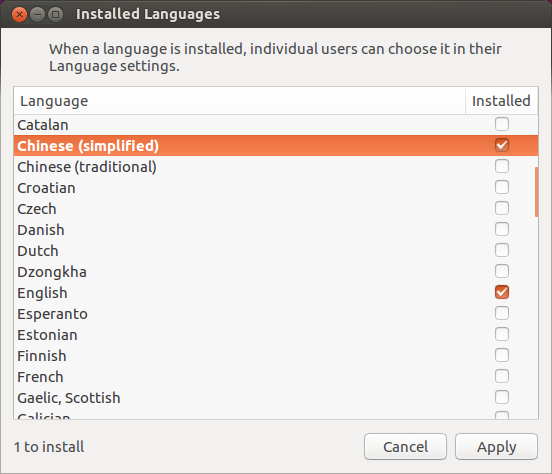 Installed Languages
When a language is installed, individual users can choose it in their
Language settings.
Language Installed
Catalan
Chinese (simplified)
Chinese (traditional)
Croatian
Czech
Danish
Dutch
Dzongkha
English
Esperanto
Estonian
Finnish
French
Gaelic, Scottish
Galician
1 to install Cancel Apply